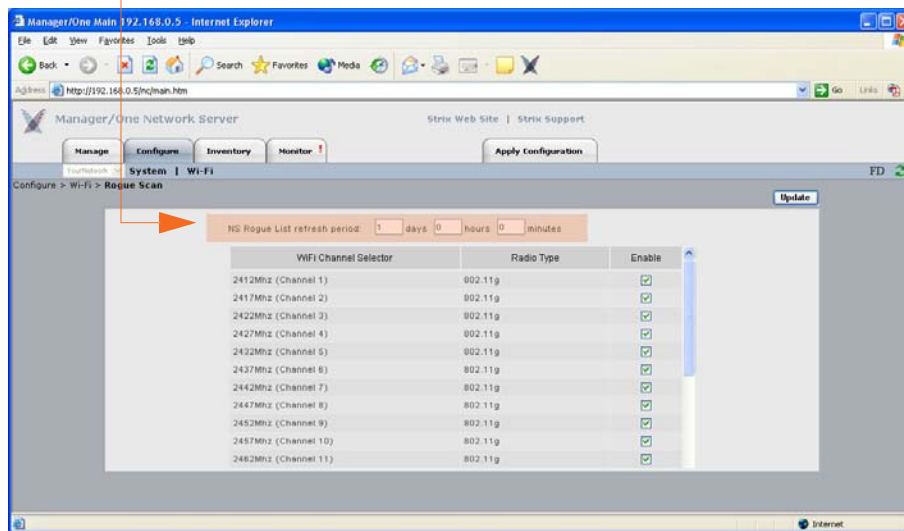 Manager/One Main 192.168.0.5 - Internet Explorer
File Edit View Favorites Tools Help
Back Search Favorites Media
Address http://192.168.0.5/nc/main.htm Go Links
Manager/One Network Server Strix Web Site | Strix Support
Manage Configure Inventory Monitor ! Apply Configuration
YourNetwork System | Wi-Fi FD
Configure > Wi-Fi > Rogue Scan
Update
NS Rogue List refresh period: 1 days 0 hours 0 minutes
WiFi Channel Selector Radio Type Enable
2412Mhz (Channel 1) 802.11g
2417Mhz (Channel 2) 802.11g
2422Mhz (Channel 3) 802.11g
2427Mhz (Channel 4) 802.11g
2432Mhz (Channel 5) 802.11g
2437Mhz (Channel 6) 802.11g
2442Mhz (Channel 7) 802.11g
2447Mhz (Channel 8) 802.11g
2452Mhz (Channel 9) 802.11g
2457Mhz (Channel 10) 802.11g
2462Mhz (Channel 11) 802.11g
Internet